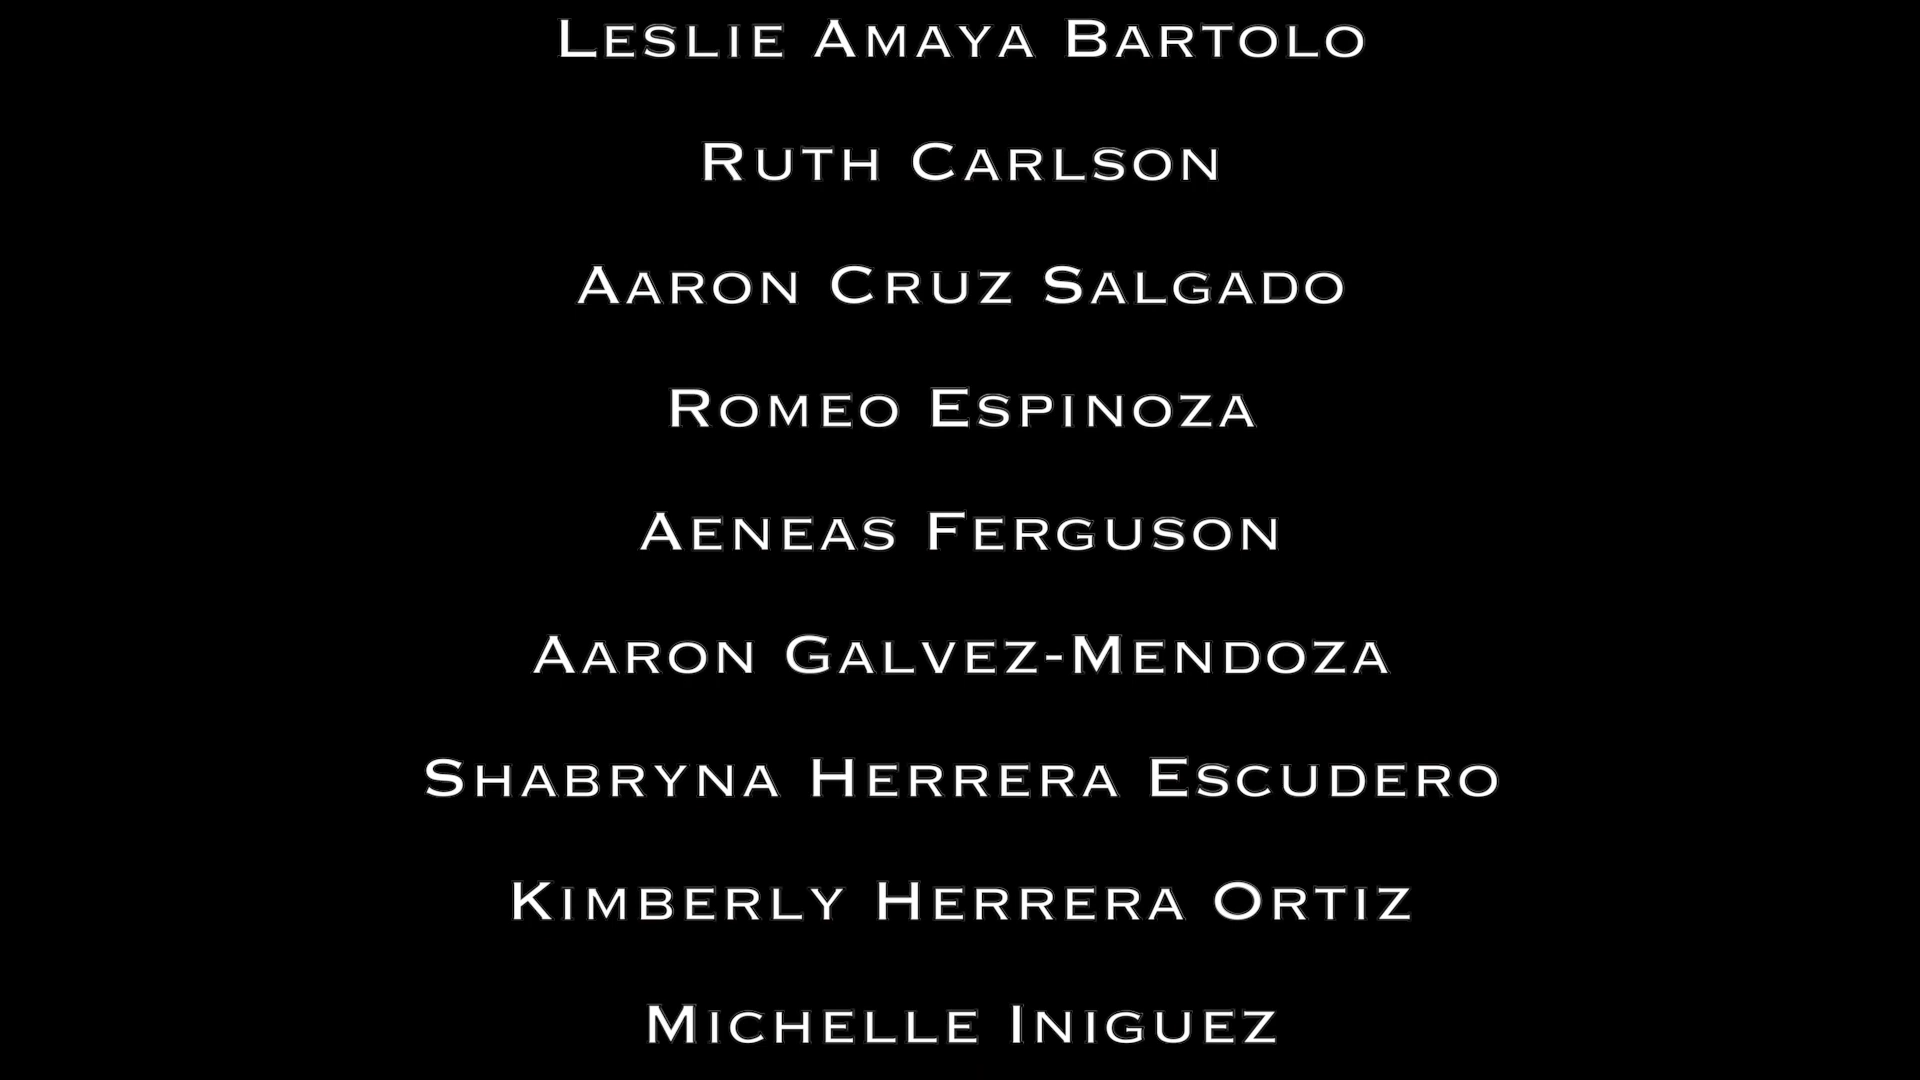 Leslie Amaya Bartolo
Ruth Carlson
Aaron Cruz Salgado
Romeo Espinoza
Aeneas Ferguson
Aaron Galvez-Mendoza
Shabryna Herrera Escudero
Kimberly Herrera Ortiz
Michelle Iniguez